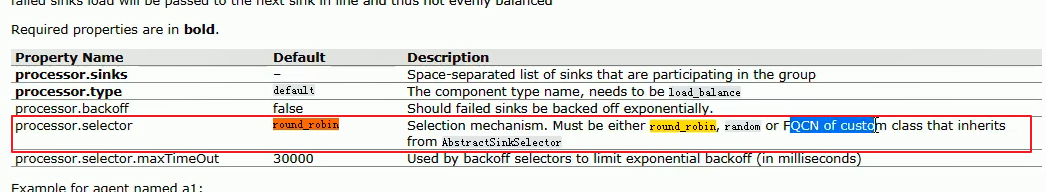 failed sinks load will be passed to the next sink in line and thus not evenly balanced
Required properties are in bold.
Property Name Default Description
processor.sinks – Space-separated list of sinks that are participating in the group
processor.type default The component type name, needs to be load_balance
processor.backoff false Should failed sinks be backed off exponentially.
processor.selector round_robin Selection mechanism. Must be either round_robin, random or FQCN of custom class that inherits
from AbstractSinkSelector
processor.selector.maxTimeOut 30000 Used by backoff selectors to limit exponential backoff (in milliseconds)
Example for agent named a1: